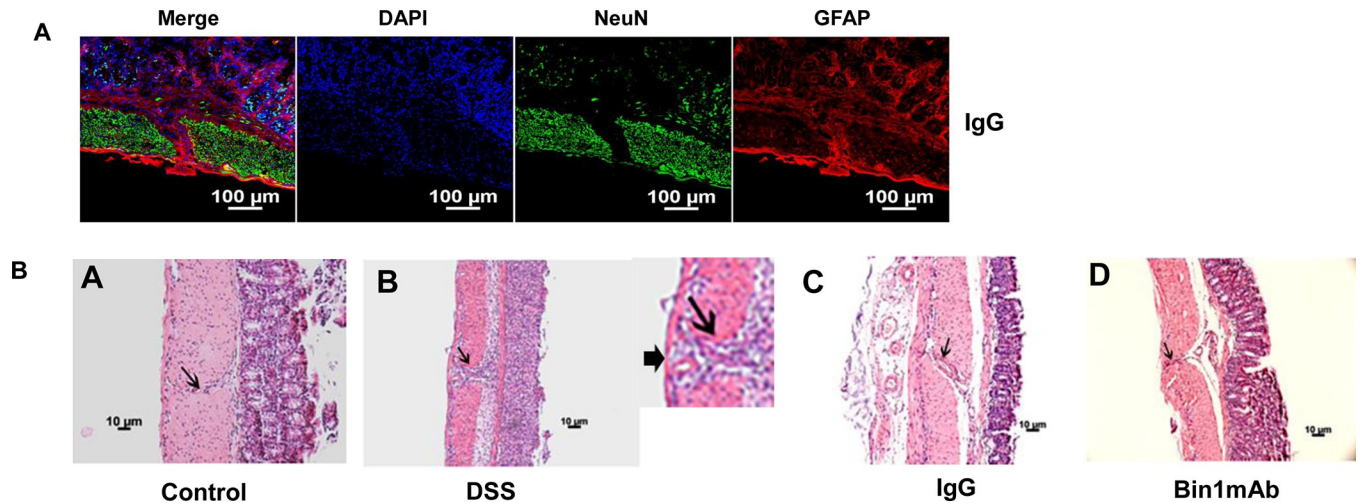 Merge DAPI NeuN GFAP
A
IgG
100 µm 100 µm 100 µm 100 µm
B
A B C D
10 µm 10 µm 10 µm 10 µm
Control DSS IgG Bin1mAb